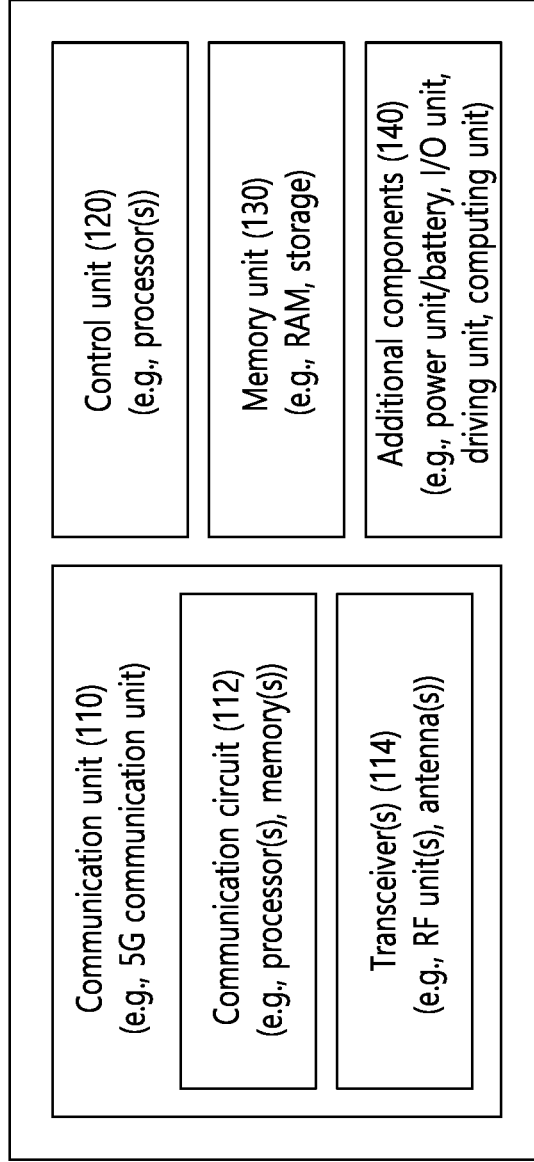 Communication unit (110)
(e.g., 5G communication unit)
Communication circuit (112)
(e.g., processor(s), memory(s))
Transceiver(s) (114)
(e.g., RF unit(s), antenna(s))
Control unit (120)
(e.g., processor(s))
Memory unit (130)
(e.g., RAM, storage)
Additional components (140)
(e.g., power unit/battery, I/O unit,
driving unit, computing unit)